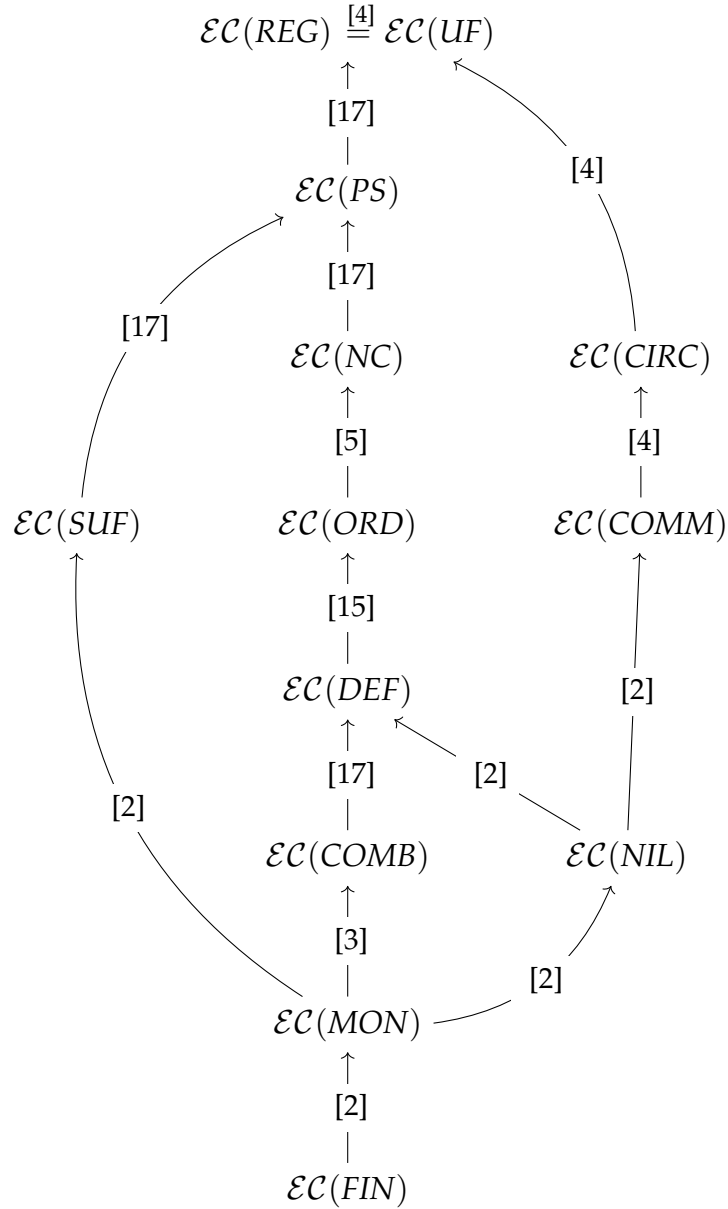 ℰ𝒞(REG) [4]= ℰ𝒞(UF)
[17]
[4]
ℰ𝒞(PS)
[17]
[17]
ℰ𝒞(NC) ℰ𝒞(CIRC)
[5] [4]
ℰ𝒞(SUF) ℰ𝒞(ORD) ℰ𝒞(COMM)
[15]
ℰ𝒞(DEF) [2]
[17] [2]
[2]
ℰ𝒞(COMB) ℰ𝒞(NIL)
[3]
[2]
ℰ𝒞(MON)
[2]
ℰ𝒞(FIN)